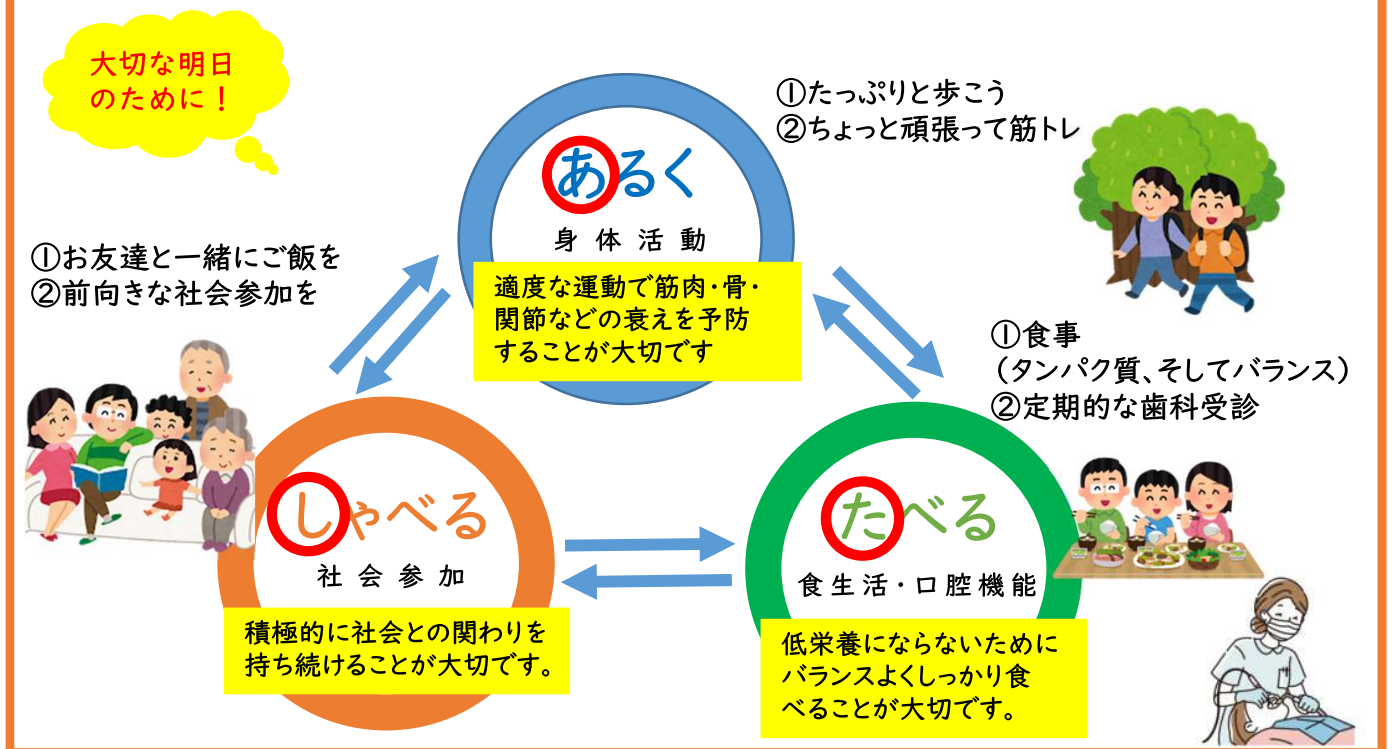 大切な明日
のために！
①たっぷりと歩こう
②ちょっと頑張って筋トレ
あるく
身体活動
適度な運動で筋肉・骨・
関節などの衰えを予防
することが大切です
①お友達と一緒にご飯を
②前向きな社会参加を
しゃべる
社会参加
積極的に社会との関わりを
持ち続けることが大切です。
①食事
（タンパク質、そしてバランス）
②定期的な歯科受診
たべる
食生活・口腔機能
低栄養にならないために
バランスよくしっかり食
べることが大切です。